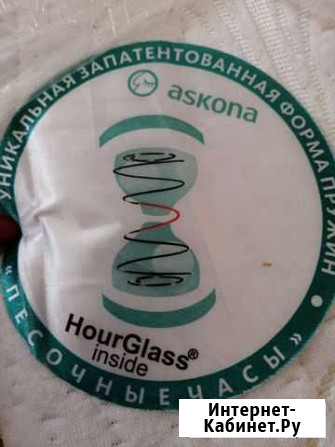 УНИКАЛЬНАЯ ЗАПАТЕНТОВАННАЯ ФОРМА ПРУЖИН
askona
HourGlass®
inside
"ПЕСОЧНЫЕ ЧАСЫ"
Интернет-
Кабинет.Ру